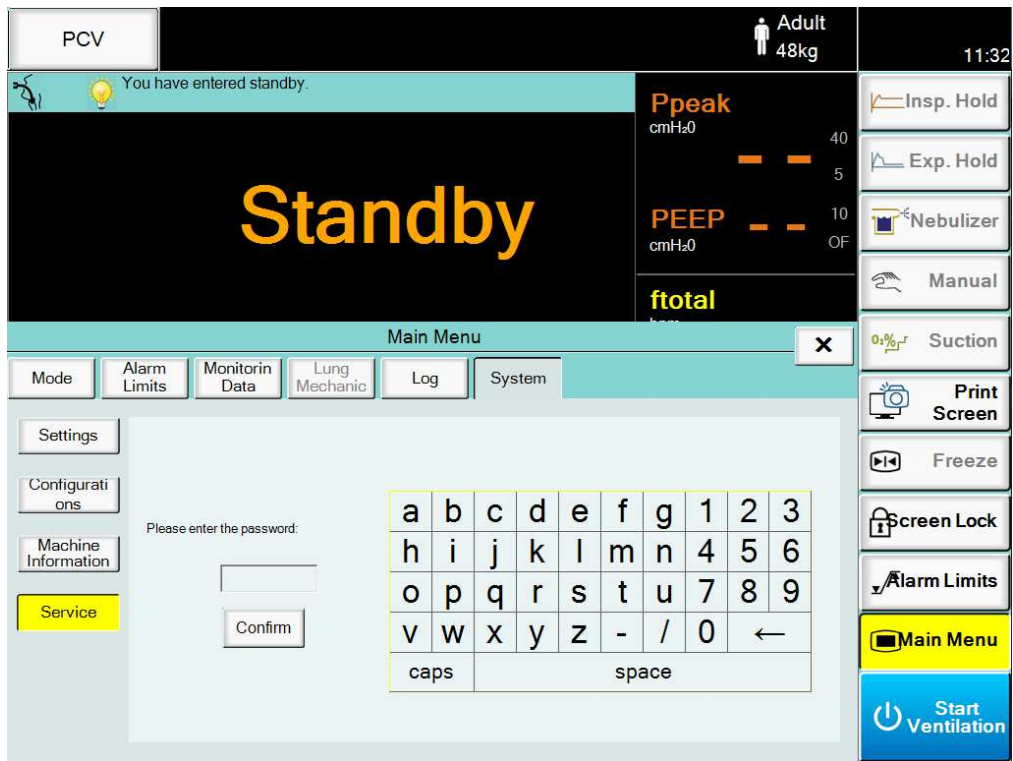 PCV
Adult
48kg
11:32
You have entered standby.
Standby
Ppeak
cmH₂0
40
5
PEEP
cmH₂0
10
OF
ftotal
Insp. Hold
Exp. Hold
Nebulizer
Manual
O₂% Suction
Print
Screen
Freeze
Screen Lock
Alarm Limits
Main Menu
Start
Ventilation
Main Menu
X
Mode
Alarm
Limits
Monitorin
Data
Lung
Mechanic
Log
System
Settings
Configurati
ons
Machine
Information
Service
Please enter the password:
Confirm
a b c d e f g 1 2 3
h i j k l m n 4 5 6
o p q r s t u 7 8 9
v w x y z - / 0 ←
caps space